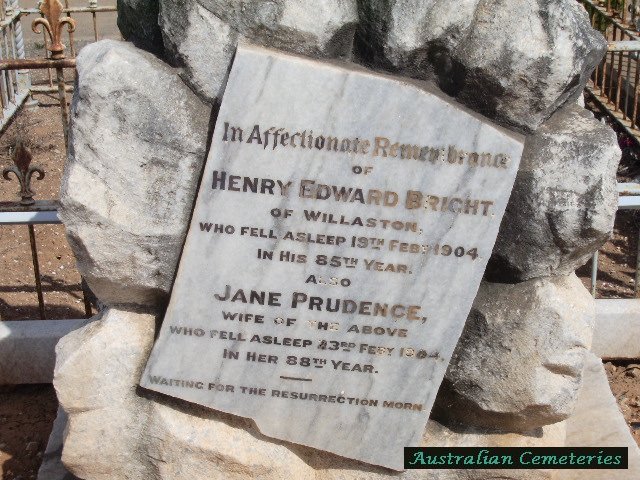 In Affectionate Remembrance
OF
HENRY EDWARD BRIGHT,
OF WILLASTON,
WHO FELL ASLEEP 19TH FEBY 1904.
IN HIS 85TH YEAR.
ALSO
JANE PRUDENCE,
WIFE OF THE ABOVE
WHO FELL ASLEEP 23RD FEBY 1904,
IN HER 88TH YEAR.
WAITING FOR THE RESURRECTION MORN
Australian Cemeteries